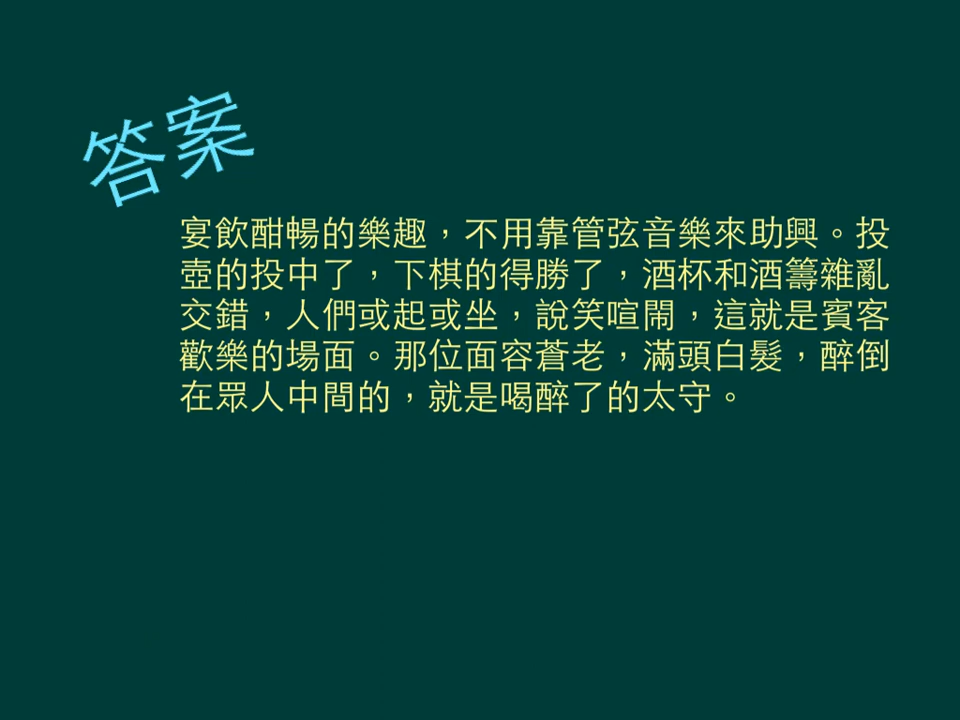 答案
宴飲酣暢的樂趣，不用靠管弦音樂來助興。投
壺的投中了，下棋的得勝了，酒杯和酒籌雜亂
交錯，人們或起或坐，說笑喧鬧，這就是賓客
歡樂的場面。那位面容蒼老，滿頭白髮，醉倒
在眾人中間的，就是喝醉了的太守。